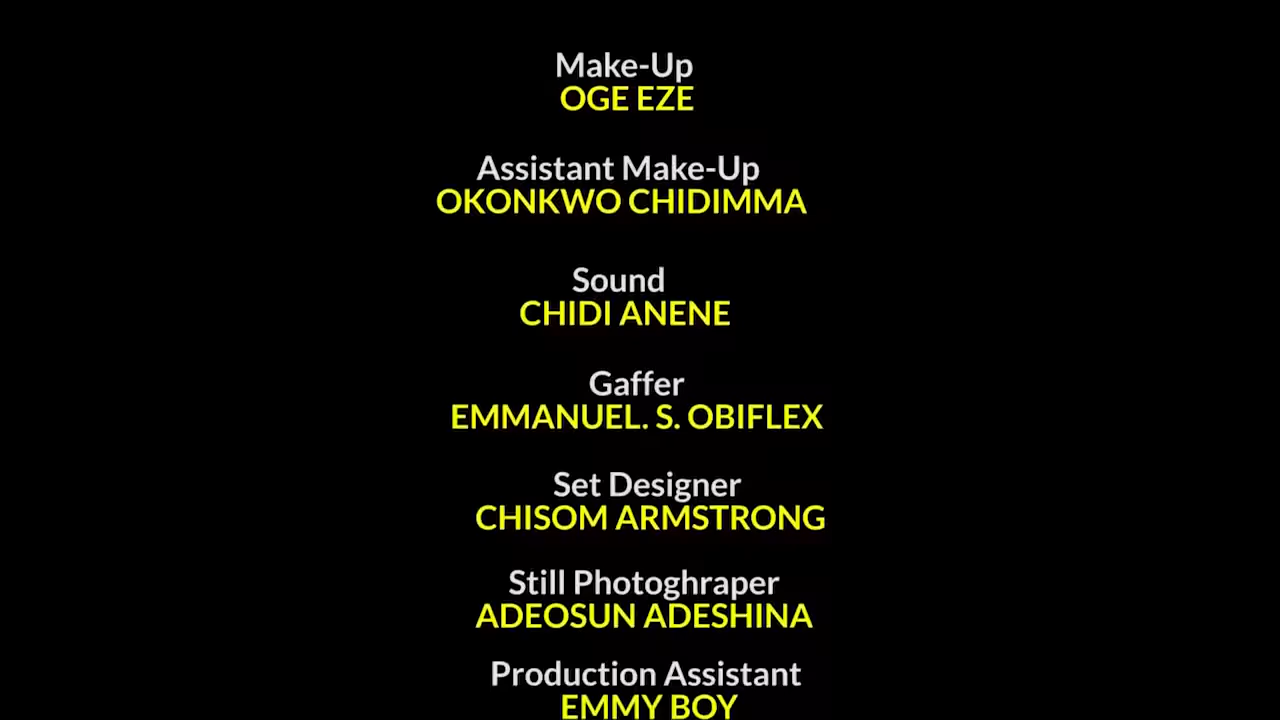 Make-Up
OGE EZE
Assistant Make-Up
OKONKWO CHIDIMMA
Sound
CHIDI ANENE
Gaffer
EMMANUEL. S. OBIFLEX
Set Designer
CHISOM ARMSTRONG
Still Photoghraper
ADEOSUN ADESHINA
Production Assistant
EMMY BOY